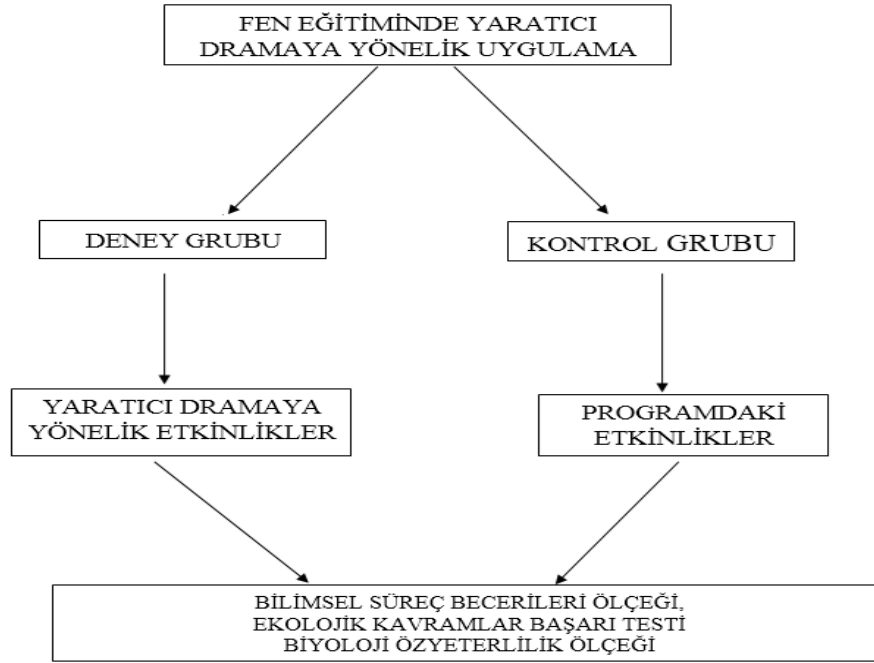 FEN EĞİTİMİNDE YARATICI
DRAMAYA YÖNELİK UYGULAMA
DENEY GRUBU
KONTROL GRUBU
YARATICI DRAMAYA
YÖNELİK ETKİNLİKLER
PROGRAMDAKİ
ETKİNLİKLER
BİLİMSEL SÜREÇ BECERİLERİ ÖLÇEĞİ,
EKOLOJİK KAVRAMLAR BAŞARI TESTİ
BİYOLOJİ ÖZYETERLİLİK ÖLÇEĞİ